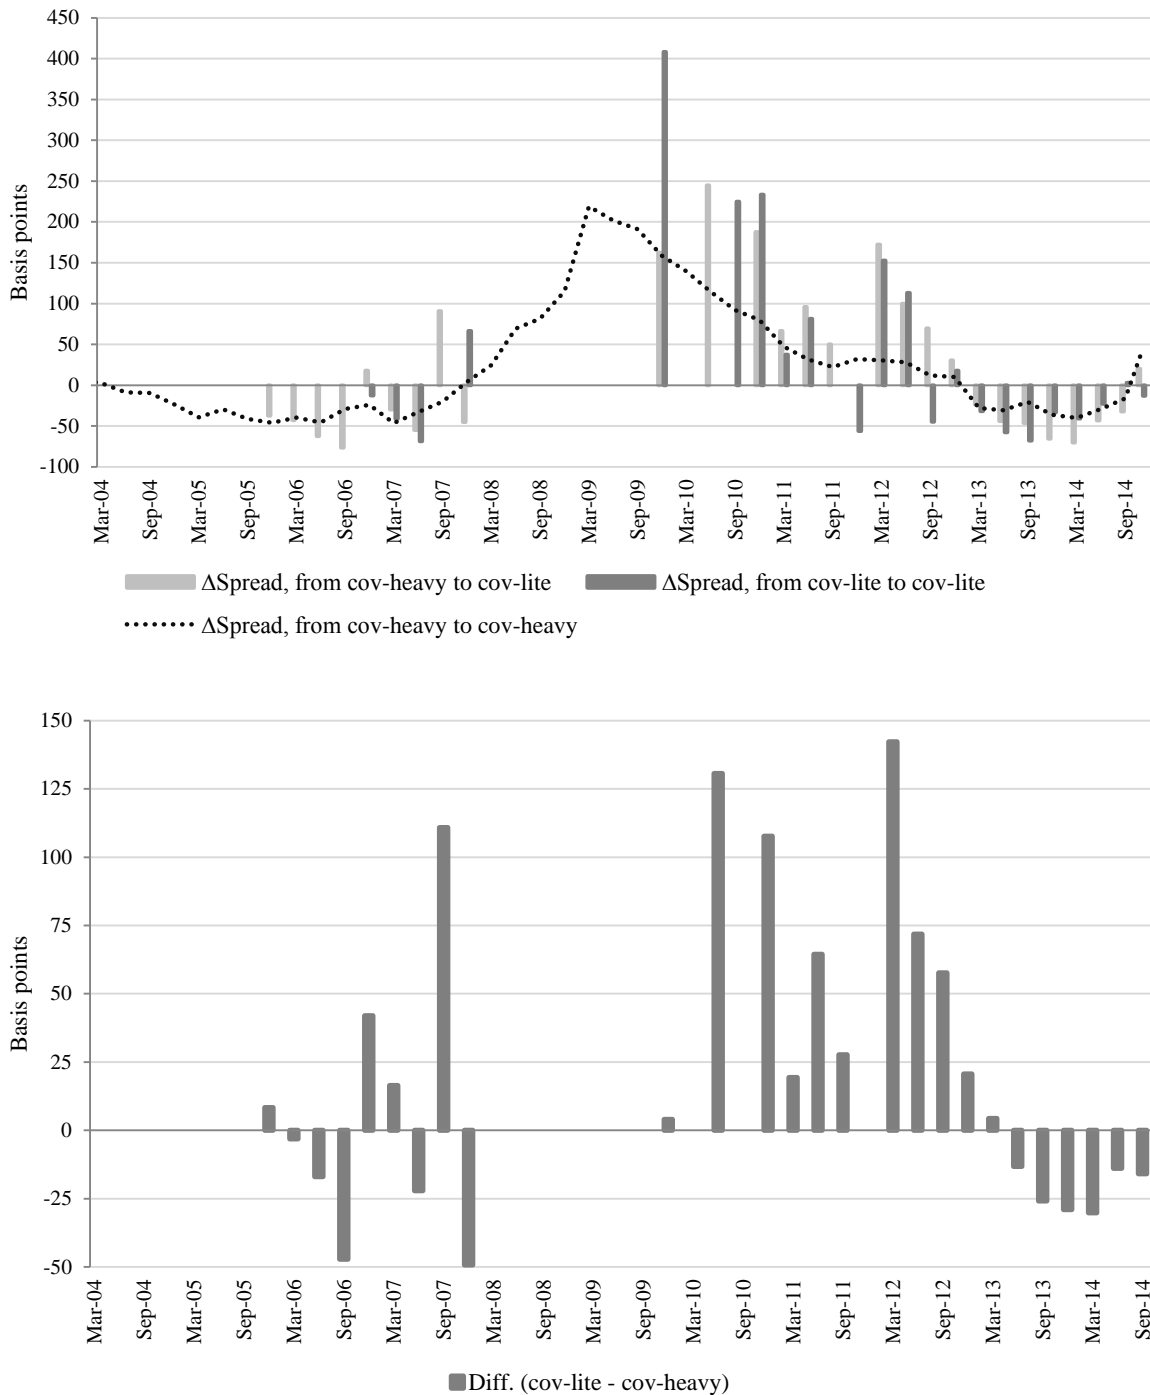 450
400
350
300
250
200
150
100
50
0
-50
-100
Basis points
Mar-04
Sep-04
Mar-05
Sep-05
Mar-06
Sep-06
Mar-07
Sep-07
Mar-08
Sep-08
Mar-09
Sep-09
Mar-10
Sep-10
Mar-11
Sep-11
Mar-12
Sep-12
Mar-13
Sep-13
Mar-14
Sep-14
ΔSpread, from cov-heavy to cov-lite
ΔSpread, from cov-lite to cov-lite
ΔSpread, from cov-heavy to cov-heavy
150
125
100
75
50
25
0
-25
-50
Basis points
Mar-04
Sep-04
Mar-05
Sep-05
Mar-06
Sep-06
Mar-07
Sep-07
Mar-08
Sep-08
Mar-09
Sep-09
Mar-10
Sep-10
Mar-11
Sep-11
Mar-12
Sep-12
Mar-13
Sep-13
Mar-14
Sep-14
Diff. (cov-lite - cov-heavy)